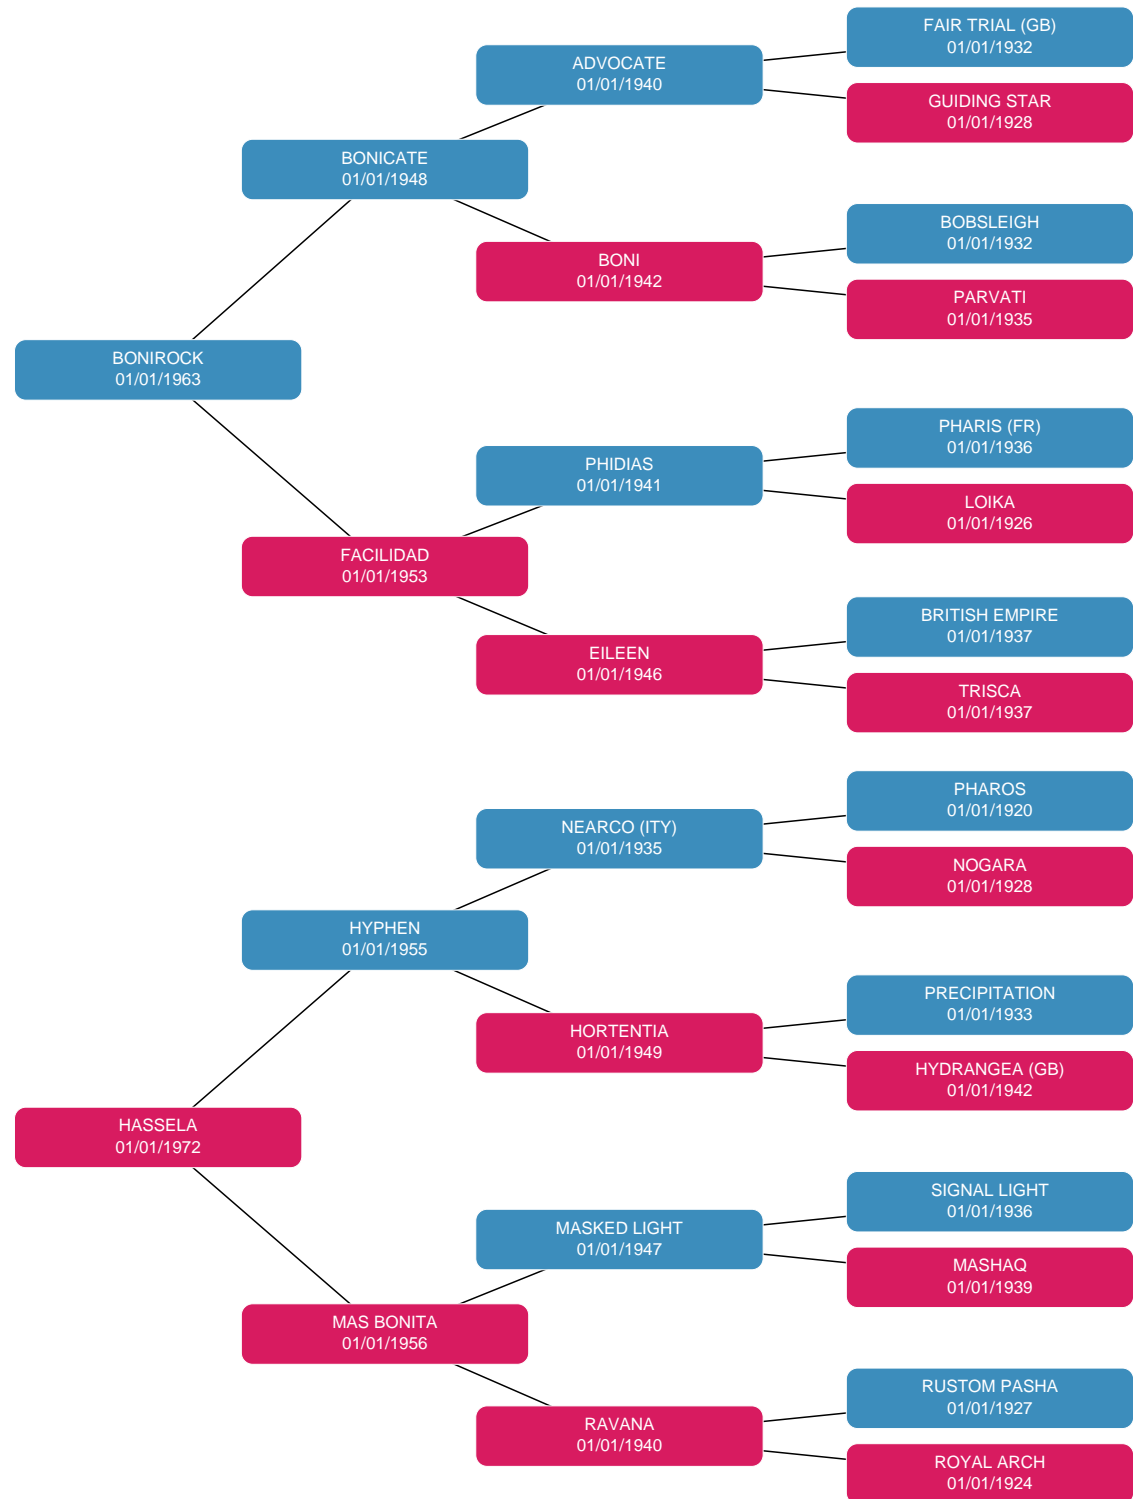 FAIR TRIAL (GB)
01/01/1932
ADVOCATE
01/01/1940
GUIDING STAR
01/01/1928
BONICATE
01/01/1948
BOBSLEIGH
01/01/1932
BONI
01/01/1942
PARVATI
01/01/1935
BONIROCK
01/01/1963
PHARIS (FR)
01/01/1936
PHIDIAS
01/01/1941
LOIKA
01/01/1926
FACILIDAD
01/01/1953
BRITISH EMPIRE
01/01/1937
EILEEN
01/01/1946
TRISCA
01/01/1937
PHAROS
01/01/1920
NEARCO (ITY)
01/01/1935
NOGARA
01/01/1928
HYPHEN
01/01/1955
PRECIPITATION
01/01/1933
HORTENTIA
01/01/1949
HYDRANGEA (GB)
01/01/1942
HASSELA
01/01/1972
SIGNAL LIGHT
01/01/1936
MASKED LIGHT
01/01/1947
MASHAQ
01/01/1939
MAS BONITA
01/01/1956
RUSTOM PASHA
01/01/1927
RAVANA
01/01/1940
ROYAL ARCH
01/01/1924